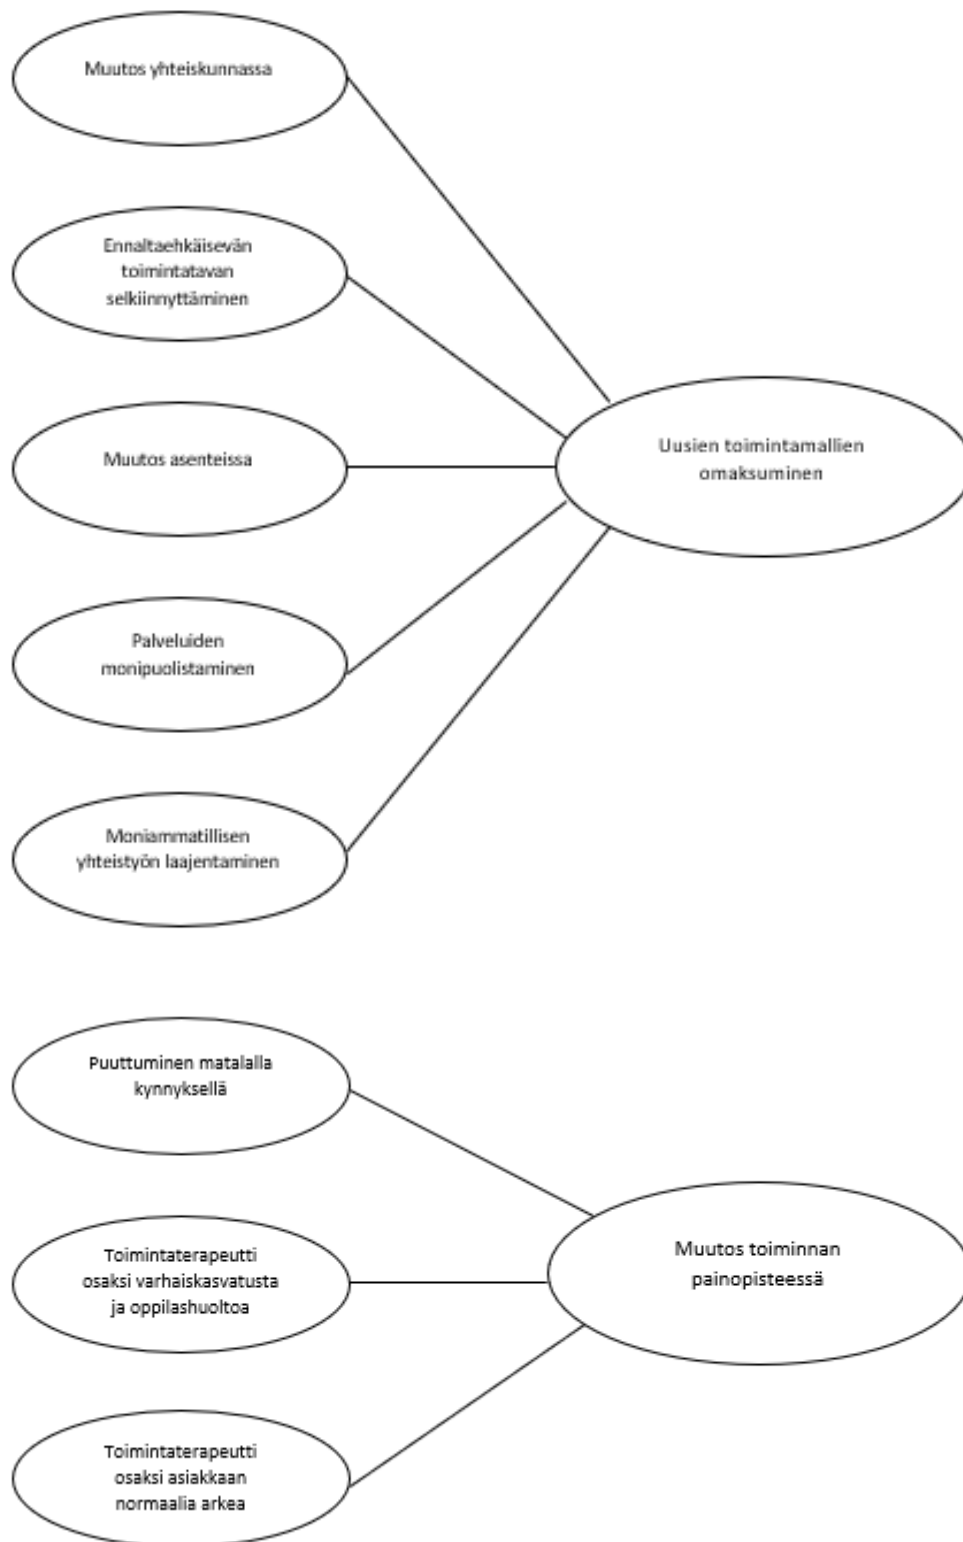 Muutos yhteiskunnassa
Ennaltaehkäisevän
toimintatavan
selkiinnyttäminen
Muutos asenteissa
Uusien toimintamallien
omaksuminen
Palveluiden
monipuolistaminen
Moniammatillisen
yhteistyön laajentaminen
Puuttuminen matalalla
kynnyksellä
Toimintaterapeutti
osaksi varhaiskasvatusta
ja oppilashuoltoa
Muutos toiminnan
painopisteessä
Toimintaterapeutti
osaksi asiakkaan
normaalia arkea